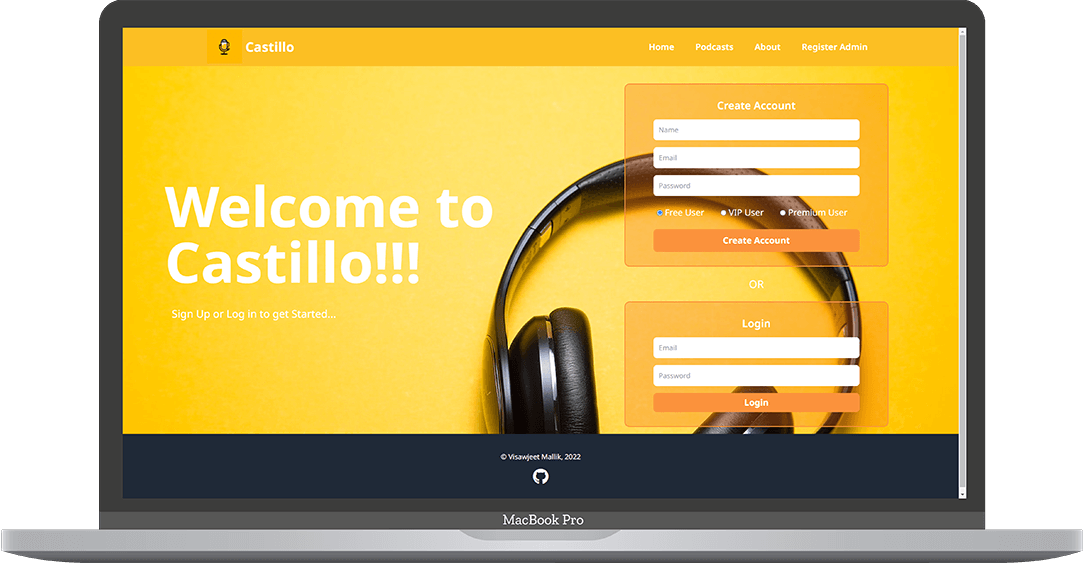 Castillo
Home Podcasts About Register Admin
Welcome to
Castillo!!!
Sign Up or Log in to get Started...
Create Account
Name
Email
Password
Free User VIP User Premium User
Create Account
OR
Login
Email
Password
Login
© Visawjeet Mallik, 2022
MacBook Pro